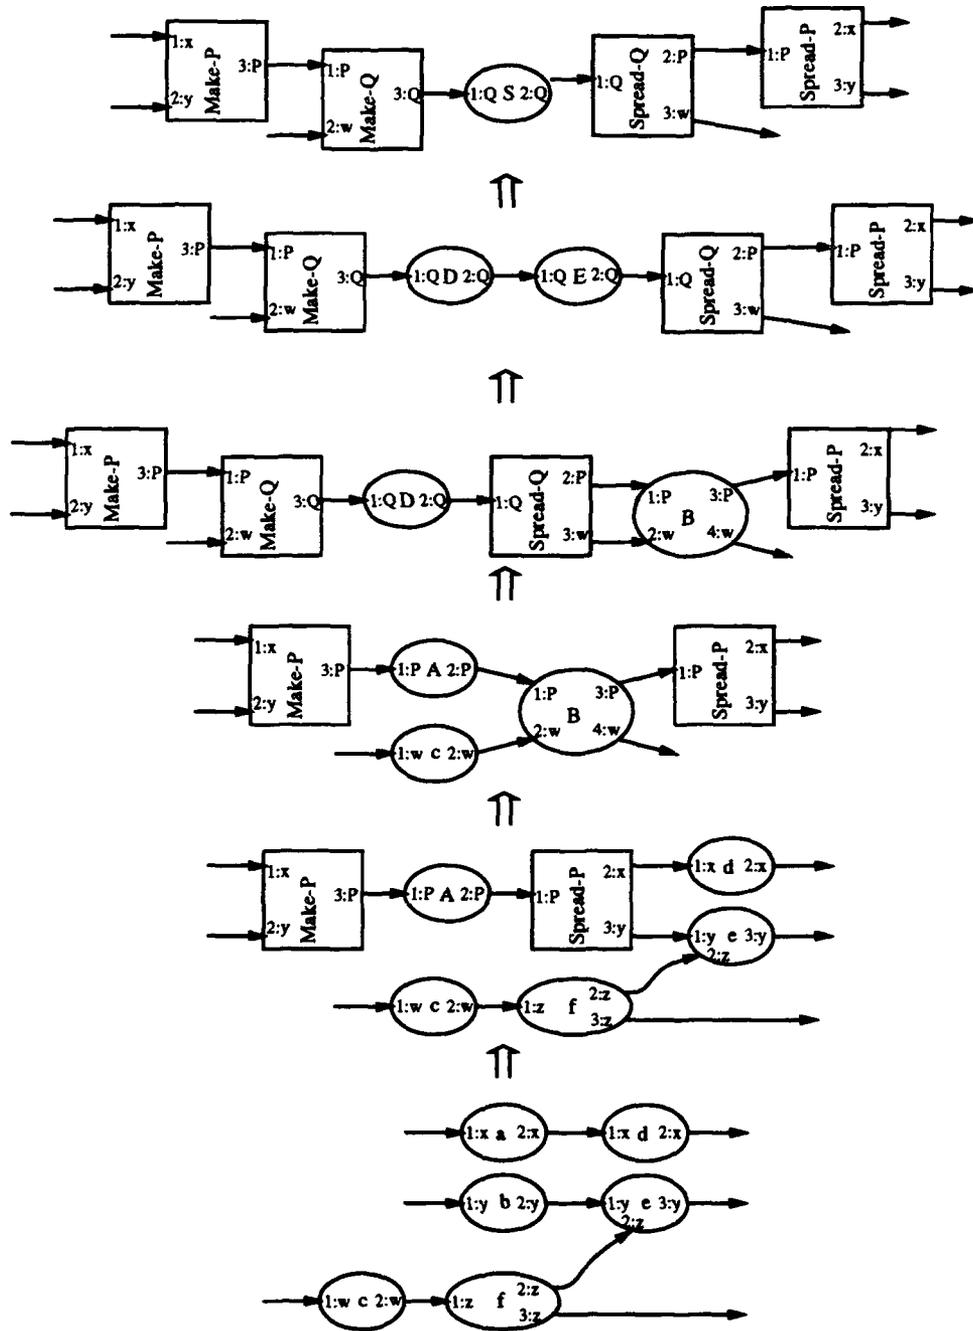 1:x 2:y Make-P 3:P
1:P 2:w Make-Q 3:Q
1:Q S 2:Q
1:Q Spread-Q 2:P 3:w
1:P Spread-P 2:x 3:y
1:x 2:y Make-P 3:P
1:P 2:w Make-Q 3:Q
1:Q D 2:Q
1:Q E 2:Q
1:Q Spread-Q 2:P 3:w
1:P Spread-P 2:x 3:y
1:x 2:y Make-P 3:P
1:P 2:w Make-Q 3:Q
1:Q D 2:Q
1:Q Spread-Q 2:P 3:w
1:P 2:w B 3:P 4:w
1:P Spread-P 2:x 3:y
1:x 2:y Make-P 3:P
1:P A 2:P
1:w c 2:w
1:P 2:w B 3:P 4:w
1:P Spread-P 2:x 3:y
1:x 2:y Make-P 3:P
1:P A 2:P
1:P Spread-P 2:x 3:y
1:x d 2:x
1:y e 3:y
2:z
1:w c 2:w
1:z f 2:z 3:z
1:x a 2:x
1:x d 2:x
1:y b 2:y
1:y e 3:y
2:z
1:w c 2:w
1:z f 2:z 3:z